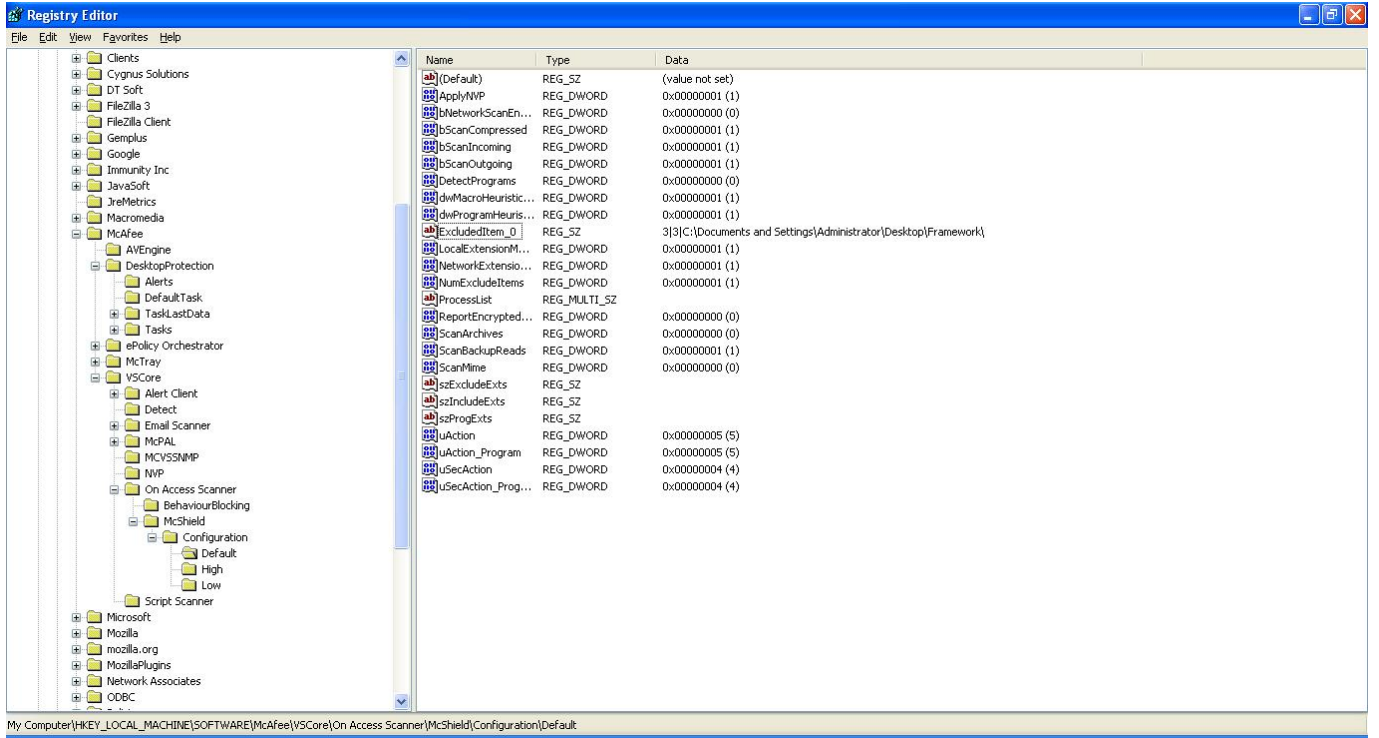 Registry Editor
File Edit View Favorites Help
Clients
Cygnus Solutions
DT Soft
FileZilla 3
FileZilla Client
Gemplus
Google
Immunity Inc
JavaSoft
JreMetrics
Macromedia
McAfee
AVEngine
DesktopProtection
Alerts
DefaultTask
TaskLastData
Tasks
ePolicy Orchestrator
McTray
VSCore
Alert Client
Detect
Email Scanner
McPAL
MCVSSNMP
NVP
On Access Scanner
BehaviourBlocking
McShield
Configuration
Default
High
Low
Script Scanner
Microsoft
Mozilla
mozilla.org
MozillaPlugins
Network Associates
ODBC
Name Type Data
(Default) REG_SZ (value not set)
ApplyNVP REG_DWORD 0x00000001 (1)
bNetworkScanEn... REG_DWORD 0x00000000 (0)
bScanCompressed REG_DWORD 0x00000001 (1)
bScanIncoming REG_DWORD 0x00000001 (1)
bScanOutgoing REG_DWORD 0x00000001 (1)
DetectPrograms REG_DWORD 0x00000000 (0)
dwMacroHeuristic... REG_DWORD 0x00000001 (1)
dwProgramHeuris... REG_DWORD 0x00000001 (1)
ExcludedItem_0 REG_SZ 3|3|C:\Documents and Settings\Administrator\Desktop\Framework\
LocalExtensionM... REG_DWORD 0x00000001 (1)
NetworkExtensio... REG_DWORD 0x00000001 (1)
NumExcludeItems REG_DWORD 0x00000001 (1)
ProcessList REG_MULTI_SZ
ReportEncrypted... REG_DWORD 0x00000000 (0)
ScanArchives REG_DWORD 0x00000000 (0)
ScanBackupReads REG_DWORD 0x00000001 (1)
ScanMime REG_DWORD 0x00000000 (0)
szExcludeExts REG_SZ
szIncludeExts REG_SZ
szProgExts REG_SZ
uAction REG_DWORD 0x00000005 (5)
uAction_Program REG_DWORD 0x00000005 (5)
uSecAction REG_DWORD 0x00000004 (4)
uSecAction_Prog... REG_DWORD 0x00000004 (4)
My Computer\HKEY_LOCAL_MACHINE\SOFTWARE\McAfee\VSCore\On Access Scanner\McShield\Configuration\Default